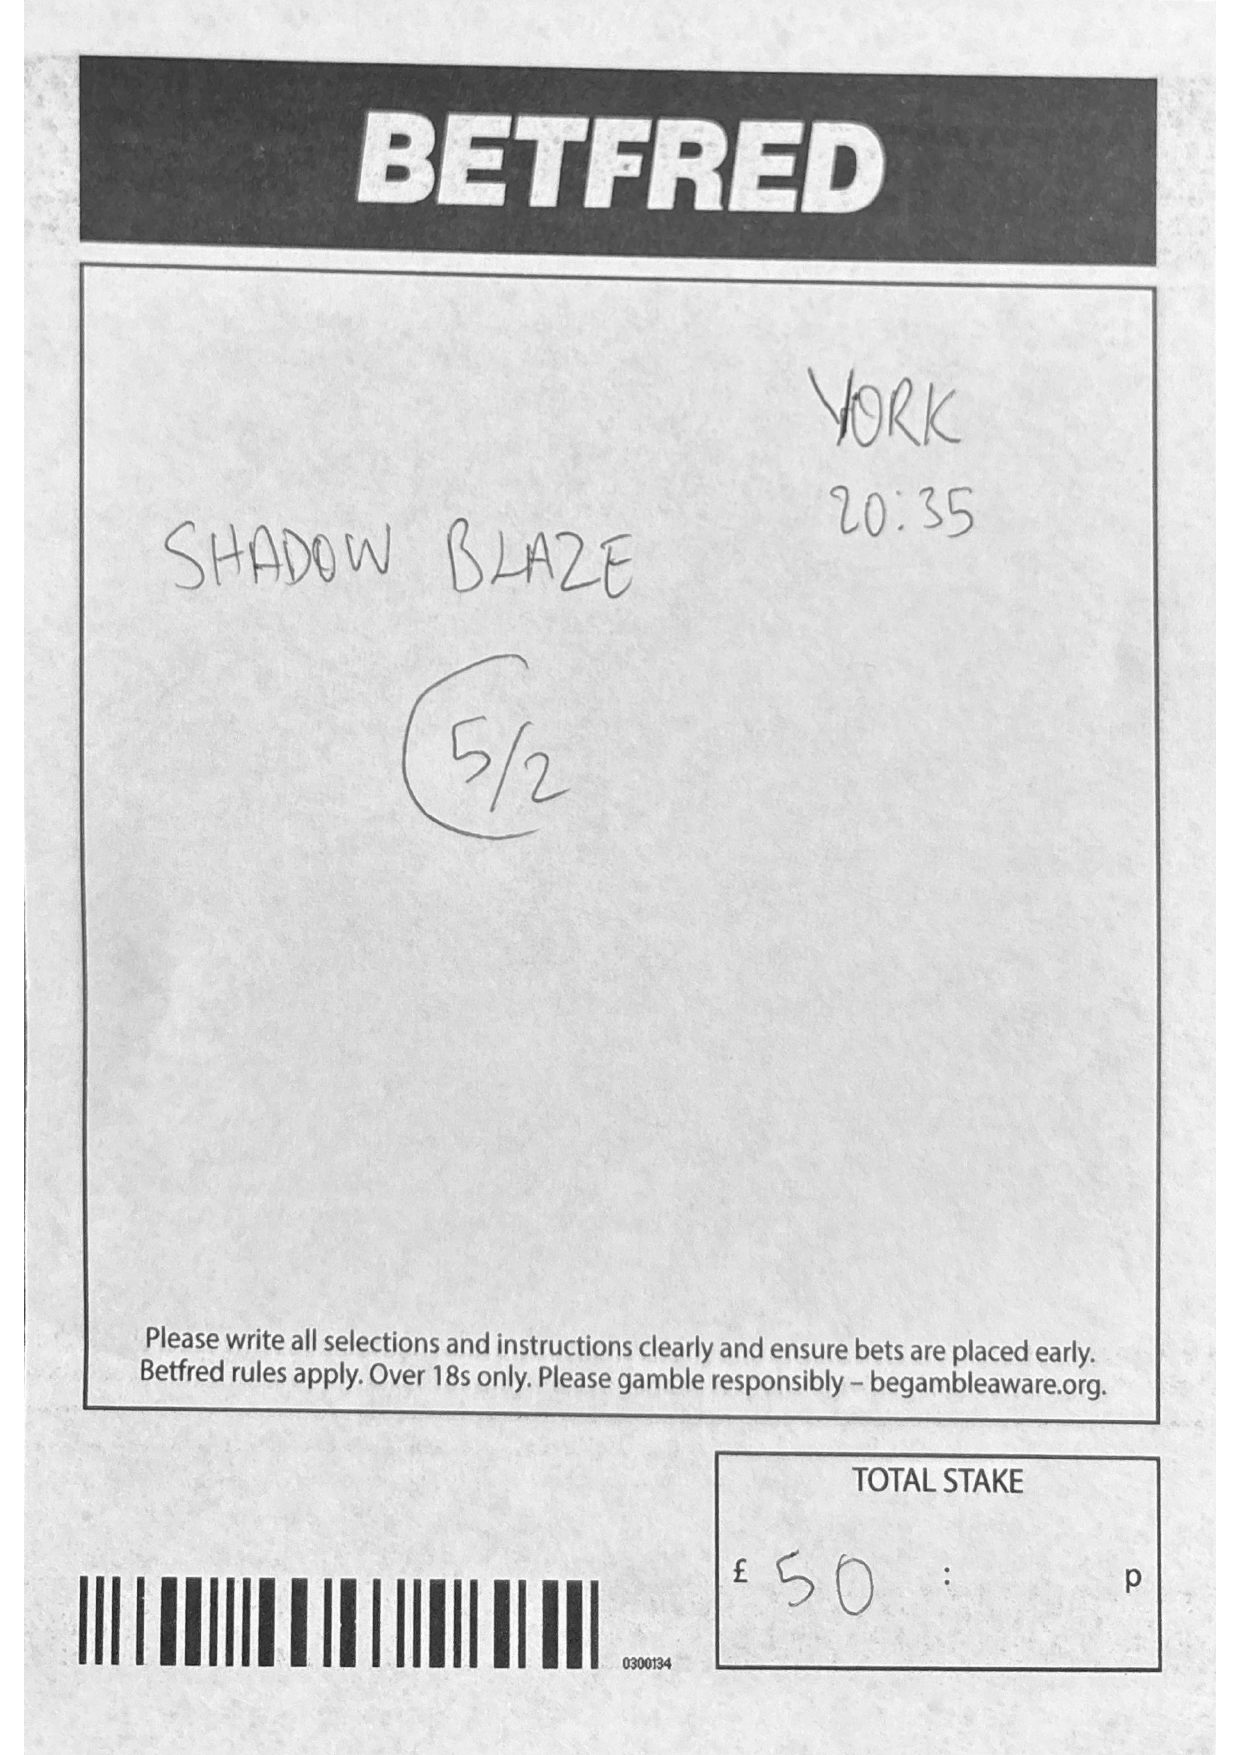 BETFRED
YORK
20:35
SHADOW BLAZE
5/2
Please write all selections and instructions clearly and ensure bets are placed early.
Betfred rules apply. Over 18s only. Please gamble responsibly – begambleaware.org.
TOTAL STAKE
£ 50 : p
0300134